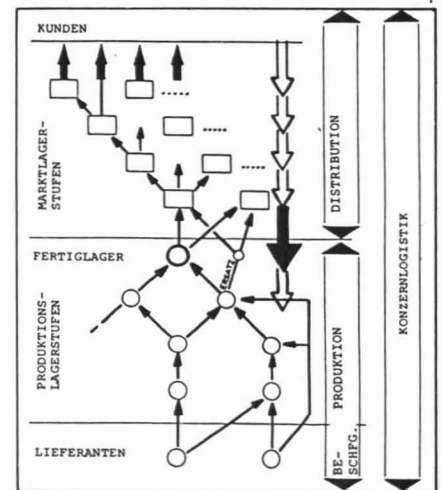 KUNDEN
MARKTLAGER-
STUFEN
DISTRIBUTION
KONZERNLOGISTIK
FERTIGLAGER
ERSATZ
PRODUKTIONS-
LAGERSTUFEN
PRODUKTION
LIEFERANTEN
BE-
SCHFG.